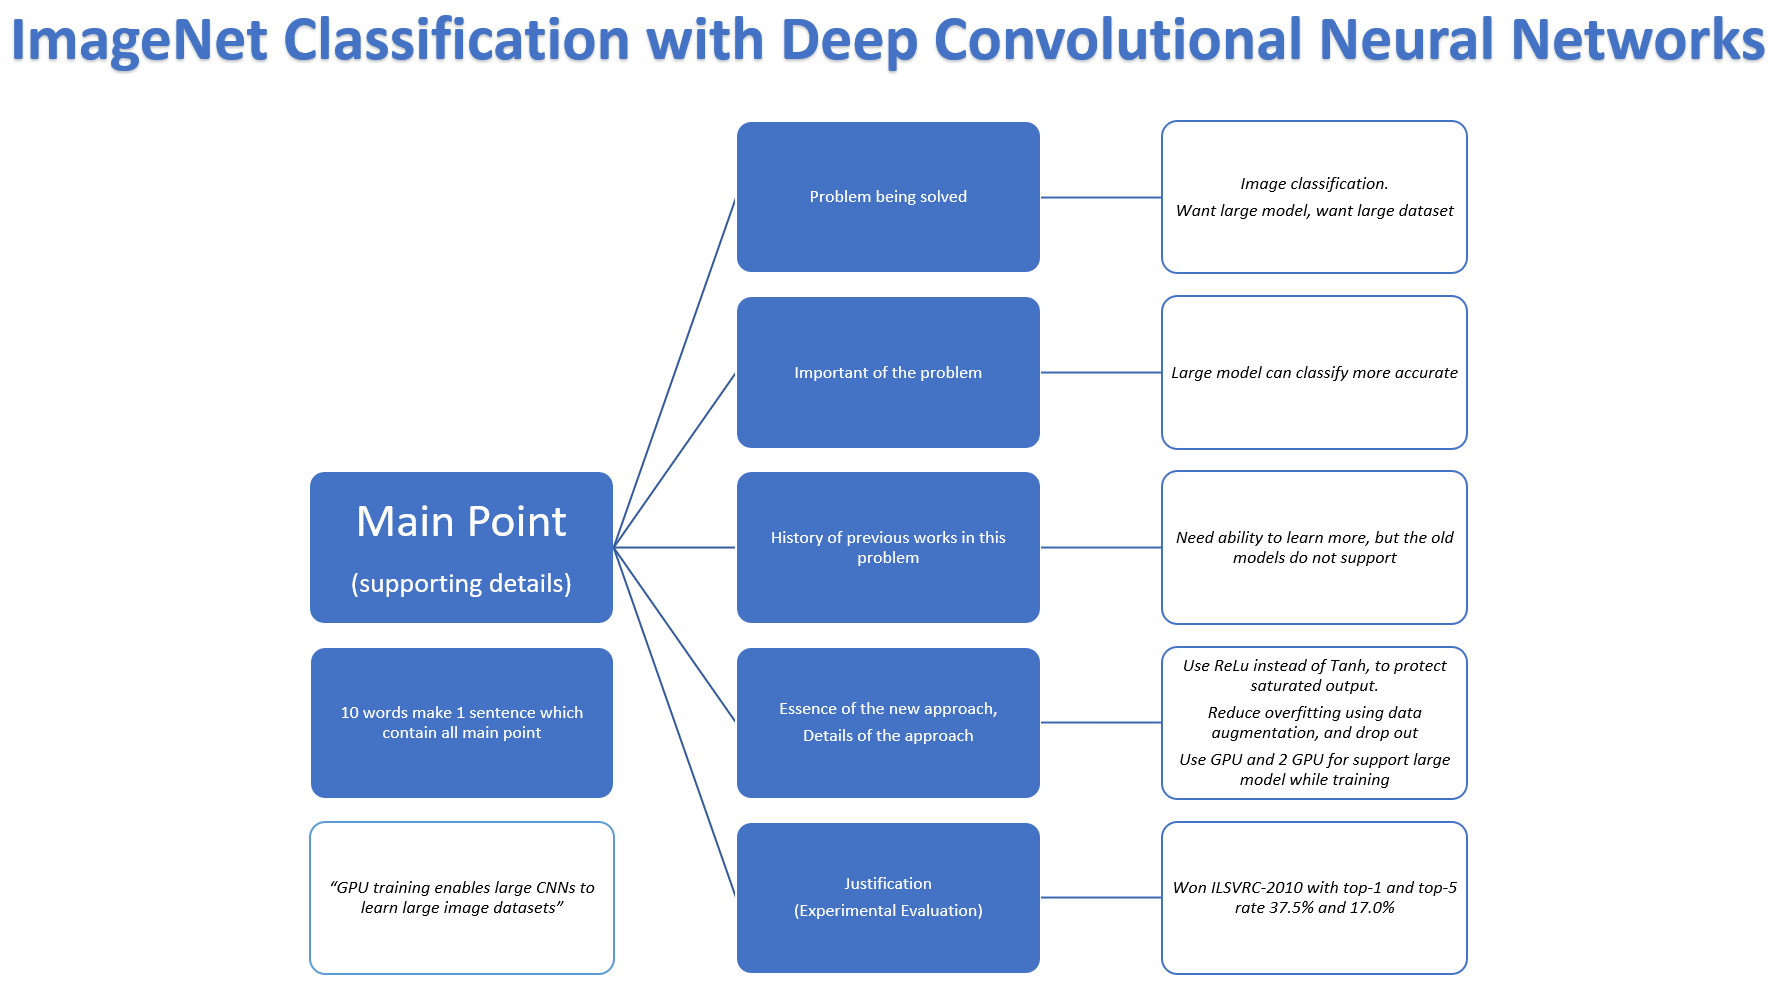 ImageNet Classification with Deep Convolutional Neural Networks
Main Point
(supporting details)
10 words make 1 sentence which
contain all main point
“GPU training enables large CNNs to
learn large image datasets”
Problem being solved
Image classification.
Want large model, want large dataset
Important of the problem
Large model can classify more accurate
History of previous works in this
problem
Need ability to learn more, but the old
models do not support
Essence of the new approach,
Details of the approach
Use ReLu instead of Tanh, to protect
saturated output.
Reduce overfitting using data
augmentation, and drop out
Use GPU and 2 GPU for support large
model while training
Justification
(Experimental Evaluation)
Won ILSVRC-2010 with top-1 and top-5
rate 37.5% and 17.0%